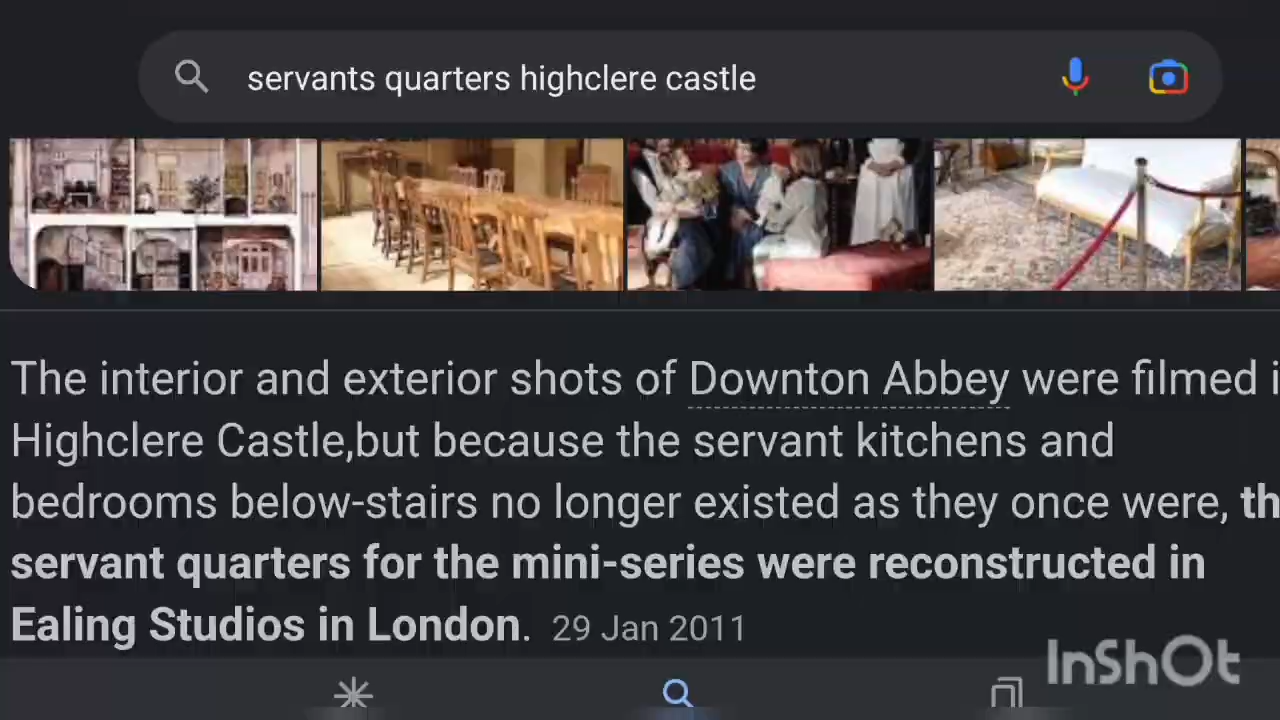 servants quarters highclere castle
The interior and exterior shots of Downton Abbey were filmed i
Highclere Castle,but because the servant kitchens and
bedrooms below-stairs no longer existed as they once were, th
servant quarters for the mini-series were reconstructed in
Ealing Studios in London. 29 Jan 2011
InShOt